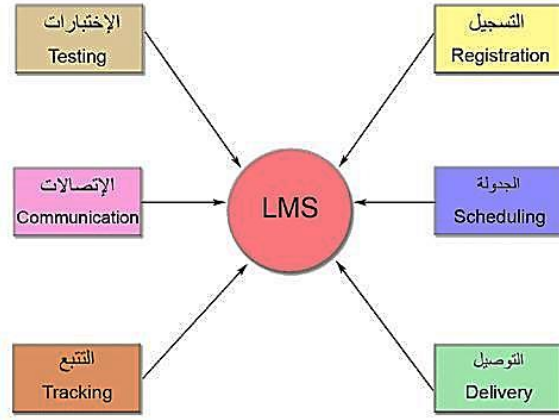 الإختبارات
Testing
التسجيل
Registration
الإتصالات
Communication
LMS
الجدولة
Scheduling
التتبع
Tracking
التوصيل
Delivery